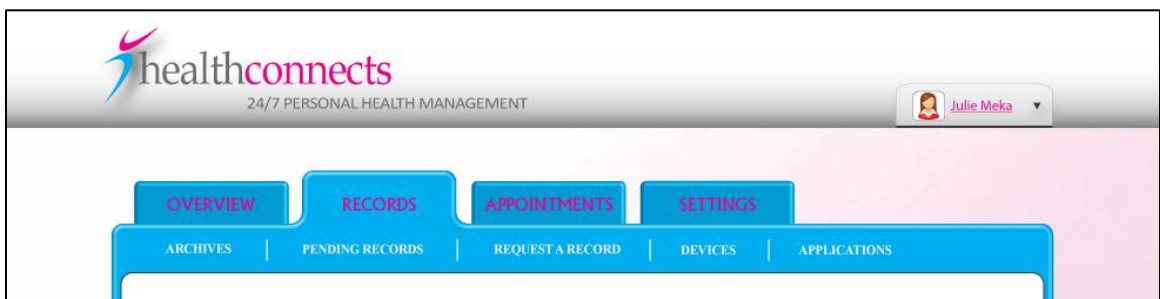 healthconnects
24/7 PERSONAL HEALTH MANAGEMENT
Julie Meka
OVERVIEW RECORDS APPOINTMENTS SETTINGS
ARCHIVES PENDING RECORDS REQUEST A RECORD DEVICES APPLICATIONS